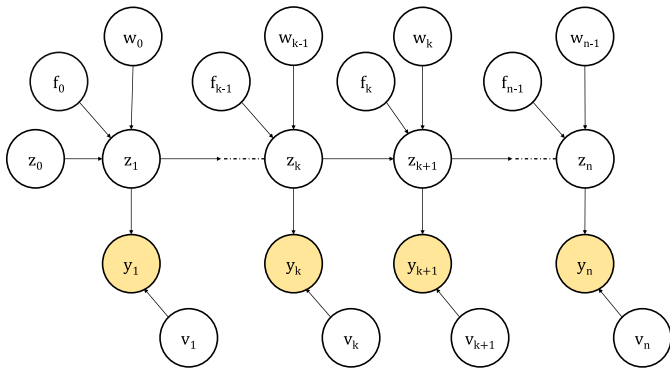 w0 wk-1 wk wn-1
f0 fk-1 fk fn-1
z0 z1 zk zk+1 zn
y1 yk yk+1 yn
v1 vk vk+1 vn